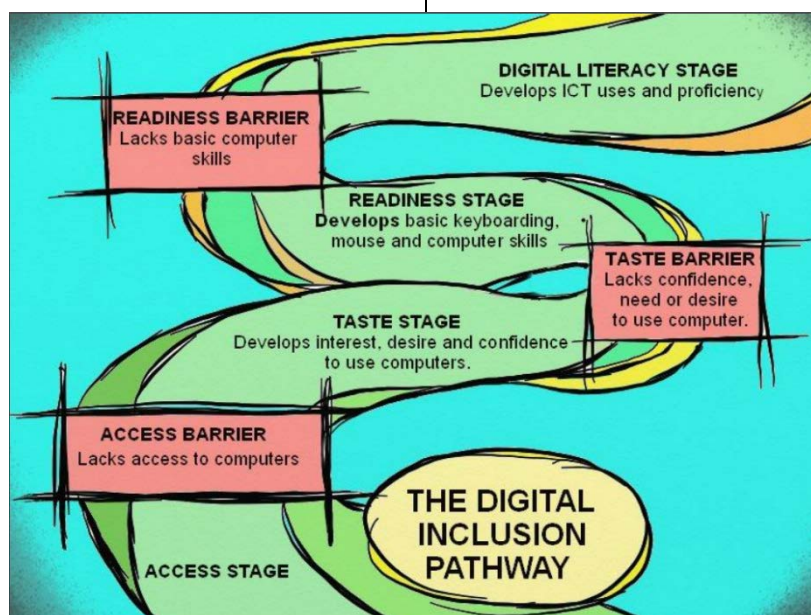 DIGITAL LITERACY STAGE
Develops ICT uses and proficiency
READINESS BARRIER
Lacks basic computer
skills
READINESS STAGE
Develops basic keyboarding,
mouse and computer skills
TASTE BARRIER
Lacks confidence,
need or desire
to use computer.
TASTE STAGE
Develops interest, desire and confidence
to use computers.
ACCESS BARRIER
Lacks access to computers
THE DIGITAL
INCLUSION
PATHWAY
ACCESS STAGE